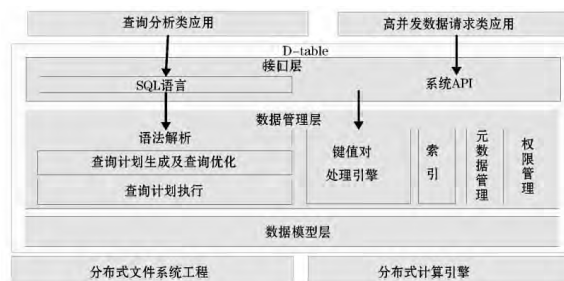 查询分析类应用
高并发数据请求类应用
D-table
接口层
SQL语言
系统API
数据管理层
语法解析
查询计划生成及查询优化
查询计划执行
键值对
处理引擎
索引
元数据管理
权限管理
数据模型层
分布式文件系统工程
分布式计算引擎